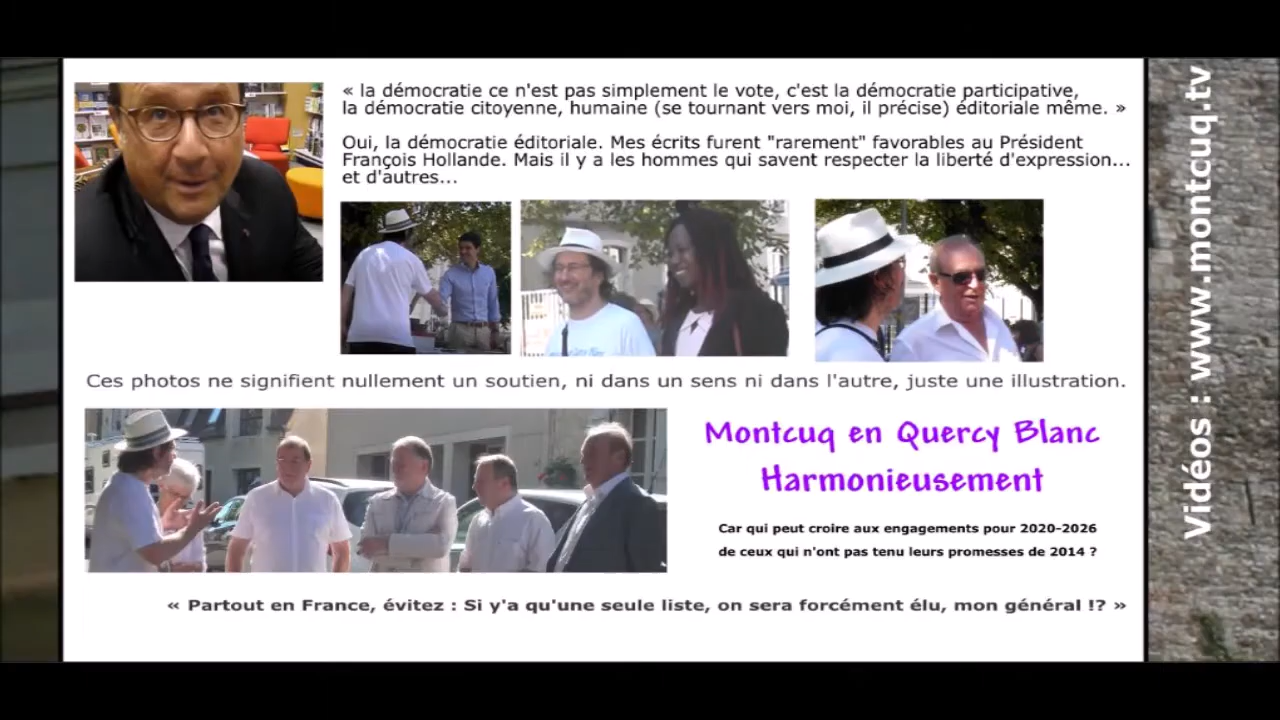 « la démocratie ce n'est pas simplement le vote, c'est la démocratie participative,
la démocratie citoyenne, humaine (se tournant vers moi, il précise) éditoriale même. »
Oui, la démocratie éditoriale. Mes écrits furent "rarement" favorables au Président
François Hollande. Mais il y a les hommes qui savent respecter la liberté d'expression...
et d'autres...
Ces photos ne signifient nullement un soutien, ni dans un sens ni dans l'autre, juste une illustration.
Montcuq en Quercy Blanc
Harmonieusement
Car qui peut croire aux engagements pour 2020-2026
de ceux qui n'ont pas tenu leurs promesses de 2014 ?
« Partout en France, évitez : Si y'a qu'une seule liste, on sera forcément élu, mon général !? »
Vidéos : www.montcuq.tv